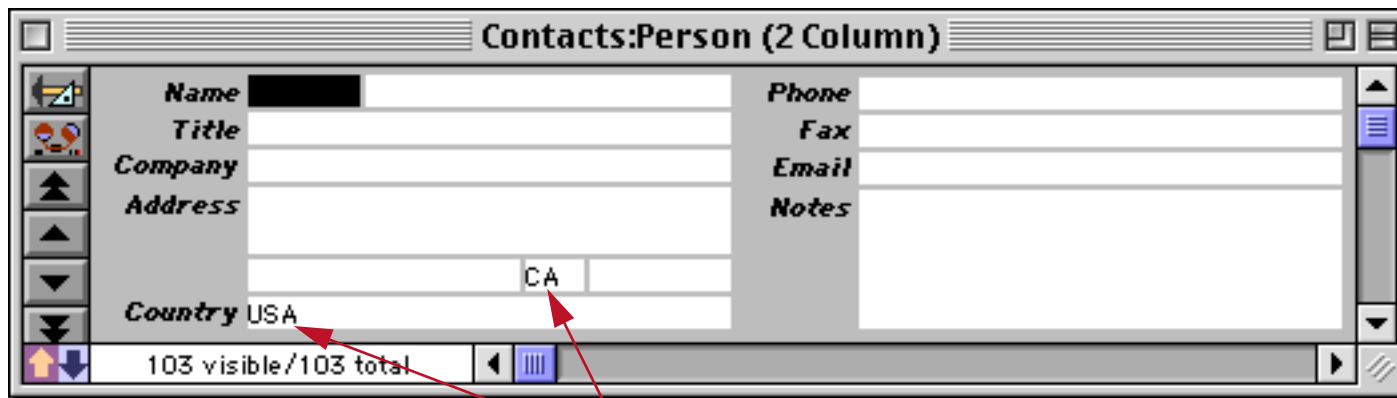 Contacts:Person (2 Column)
Name
Title
Company
Address
CA
Country USA
Phone
Fax
Email
Notes
103 visible/103 total